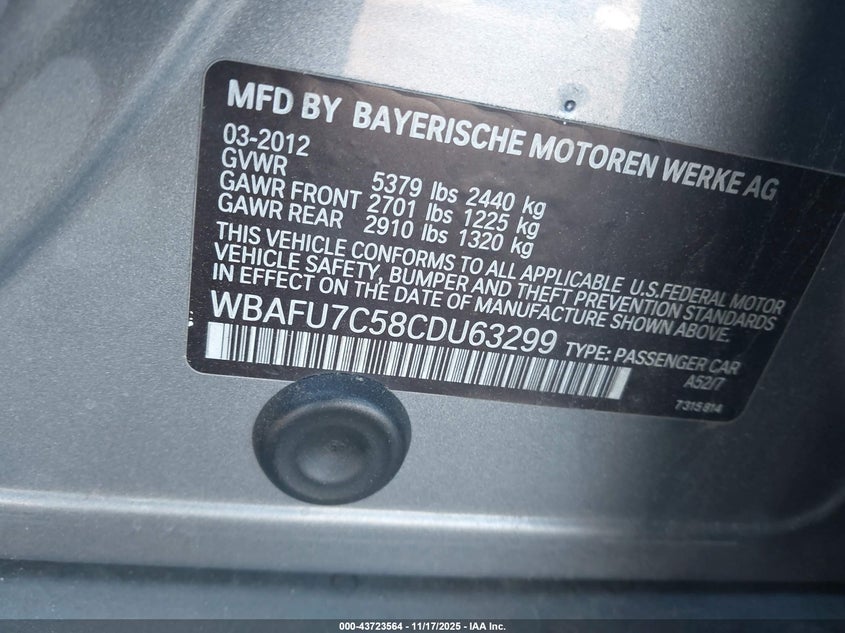 MFD BY BAYERISCHE MOTOREN WERKE AG
03-2012
GVWR 5379 lbs 2440 kg
GAWR FRONT 2701 lbs 1225 kg
GAWR REAR 2910 lbs 1320 kg
THIS VEHICLE CONFORMS TO ALL APPLICABLE U.S.FEDERAL MOTOR
VEHICLE SAFETY, BUMPER AND THEFT PREVENTION STANDARDS
IN EFFECT ON THE DATE OF MANUFACTURE SHOWN ABOVE.
WBAFU7C58CDU63299 TYPE: PASSENGER CAR
A52/7
7315814
000-43723564 - 11/17/2025 - IAA Inc.